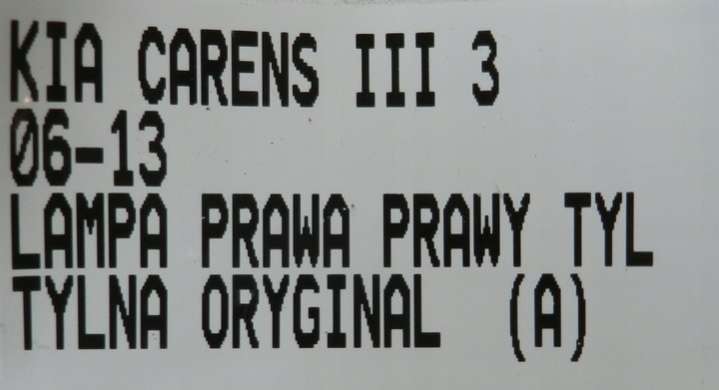 KIA CARENS III 3
06-13
LAMPA PRAWA PRAWY TYL
TYLNA ORYGINAL (A)